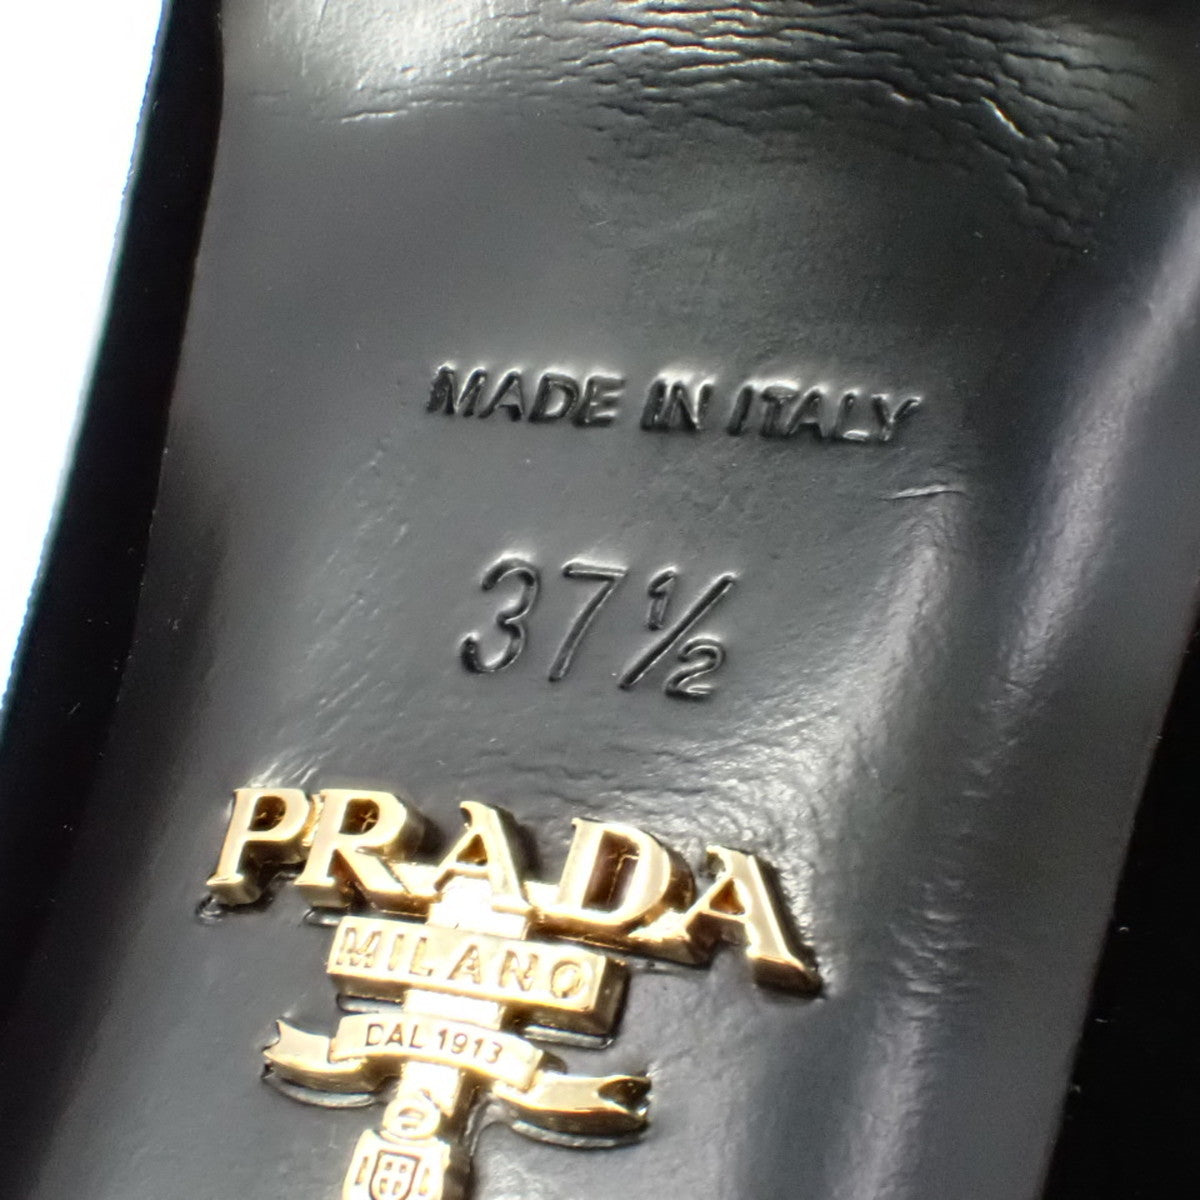 MADE IN ITALY
37½
PRADA
MILANO
DAL 1913